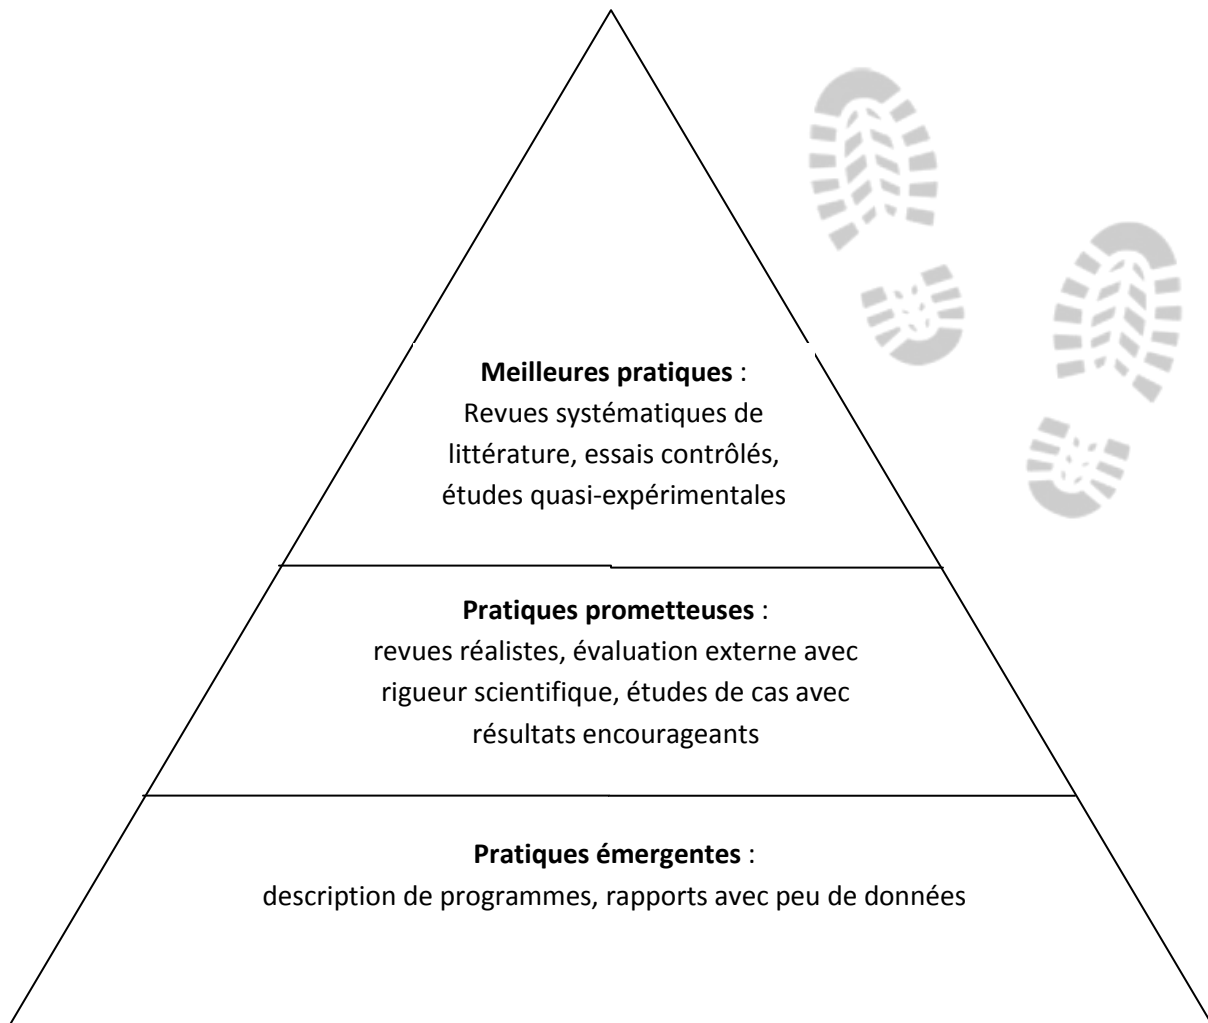 Meilleures pratiques :
Revues systématiques de
littérature, essais contrôlés,
études quasi-expérimentales
Pratiques prometteuses :
revues réalistes, évaluation externe avec
rigueur scientifique, études de cas avec
résultats encourageants
Pratiques émergentes :
description de programmes, rapports avec peu de données